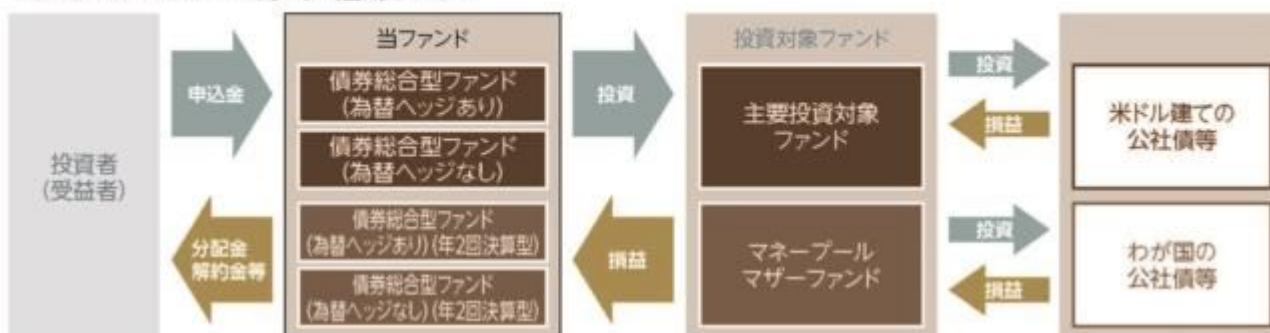 投資者
(受益者)
申込金
分配金
解約金等
当ファンド
債券総合型ファンド
(為替ヘッジあり)
債券総合型ファンド
(為替ヘッジなし)
債券総合型ファンド
(為替ヘッジあり)(年2回決算型)
債券総合型ファンド
(為替ヘッジなし)(年2回決算型)
投資
損益
投資対象ファンド
主要投資対象
ファンド
マネープール
マザーファンド
投資
損益
投資
損益
米ドル建ての
公社債等
わが国の
公社債等